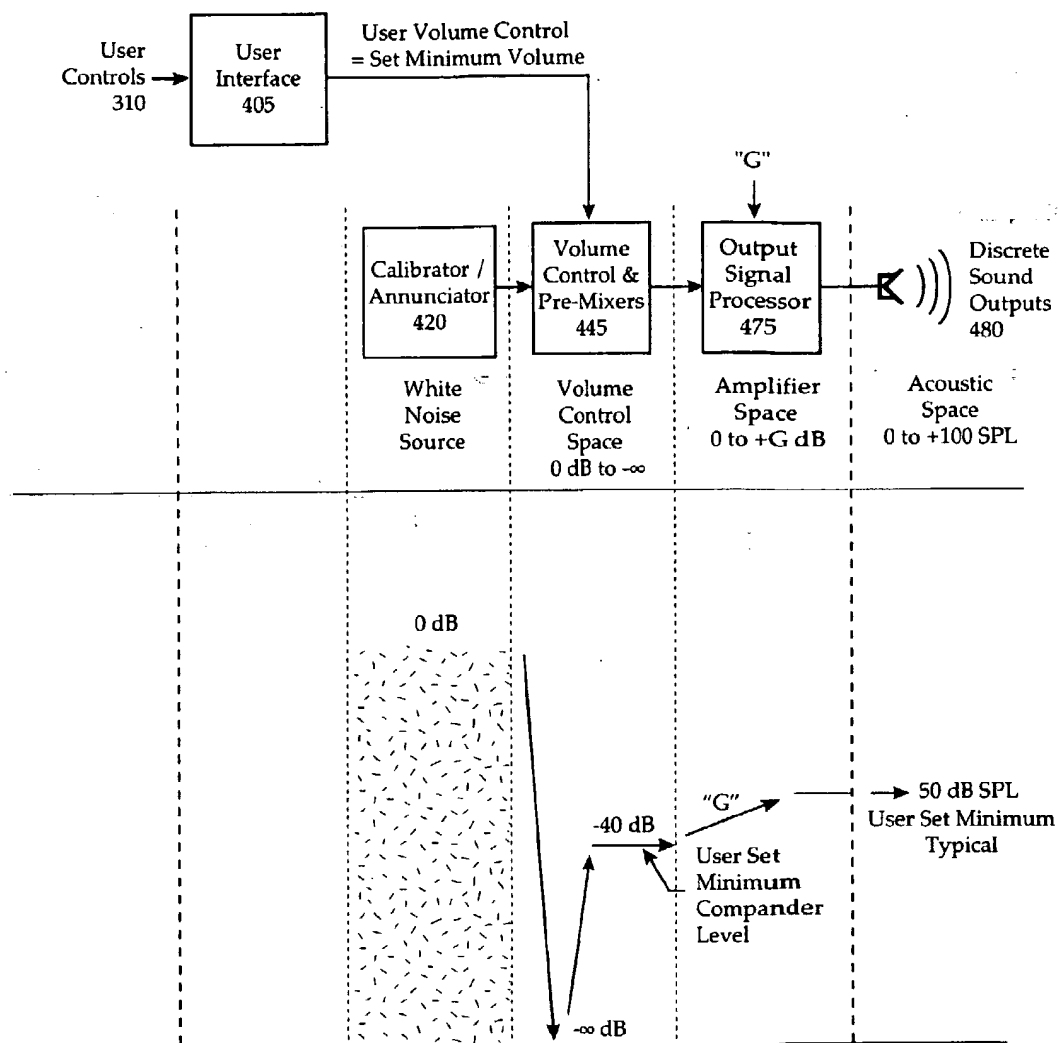 User
Controls
310
User
Interface
405
User Volume Control
= Set Minimum Volume
"G"
Calibrator /
Annunciator
420
Volume
Control &
Pre-Mixers
445
Output
Signal
Processor
475
Discrete
Sound
Outputs
480
White
Noise
Source
Volume
Control
Space
0 dB to -∞
Amplifier
Space
0 to +G dB
Acoustic
Space
0 to +100 SPL
0 dB
-40 dB
"G"
50 dB SPL
User Set Minimum
Typical
User Set
Minimum
Compander
Level
-∞ dB